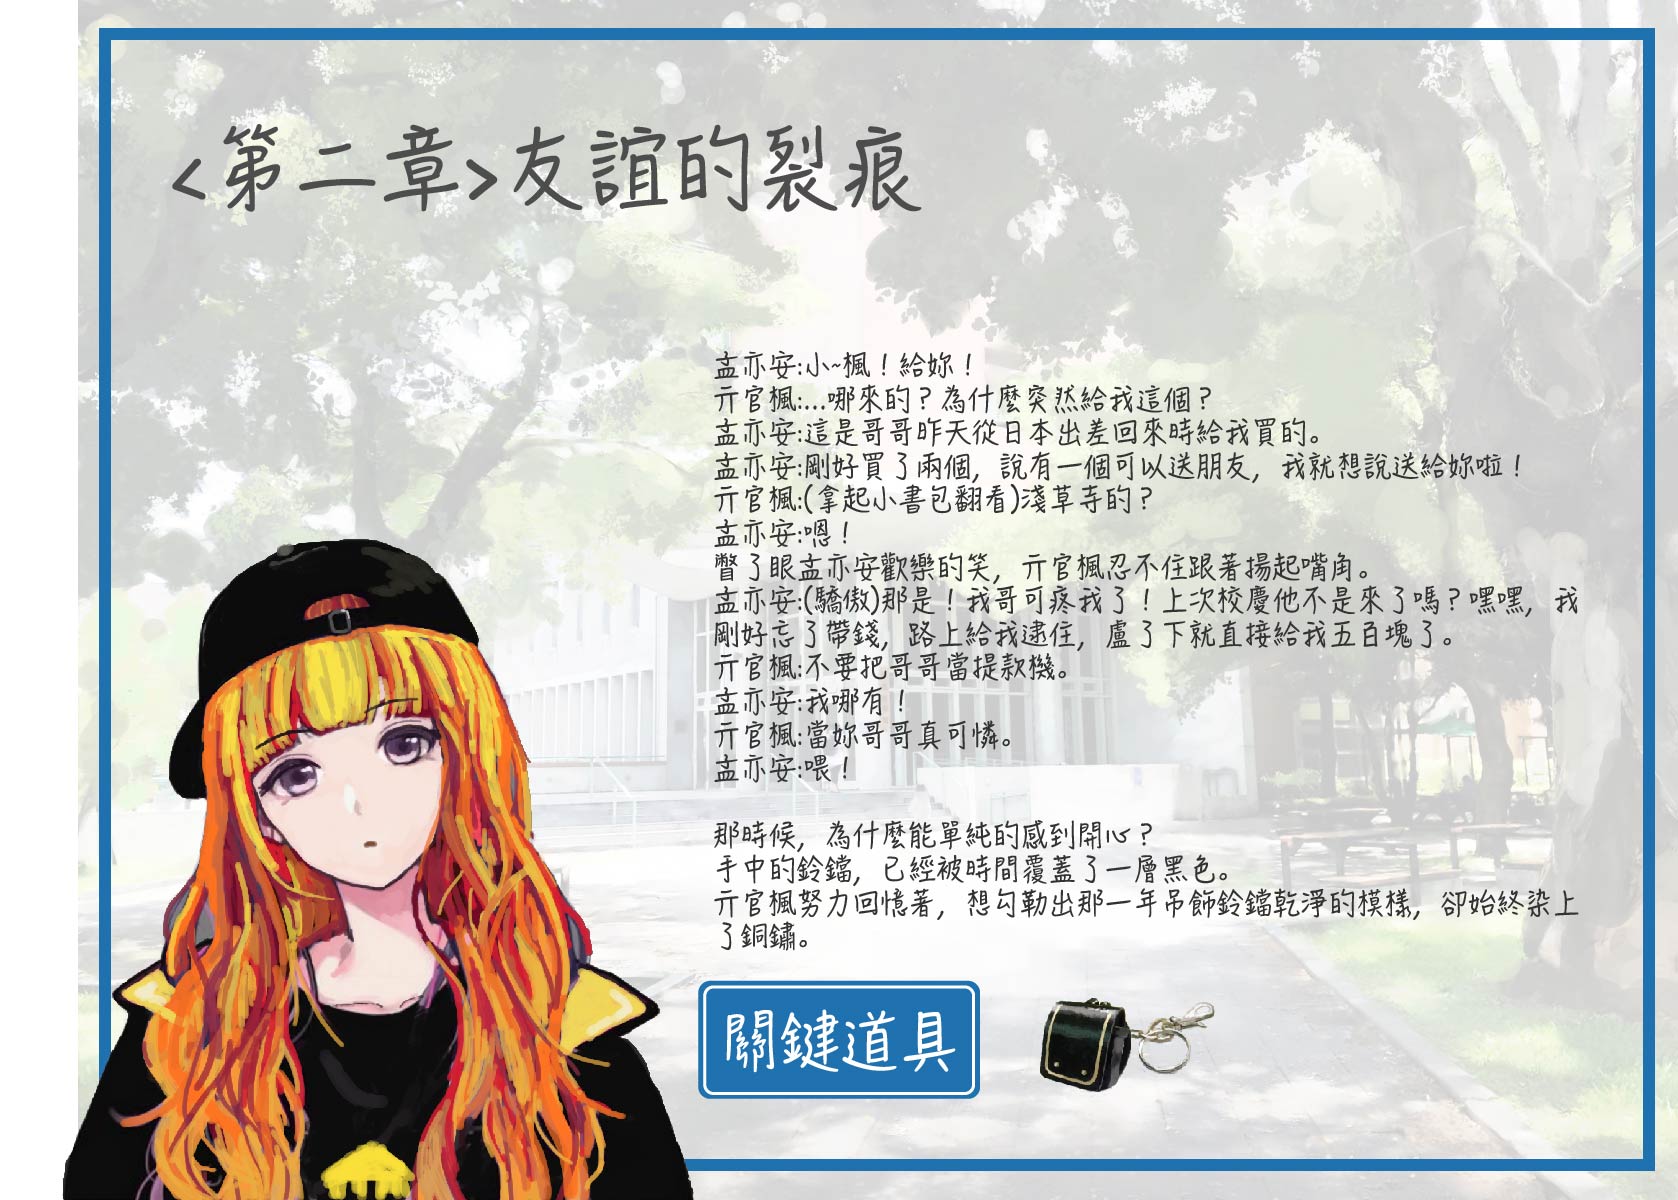 <第二章>友誼的裂痕
孟亦安:小~楓！給妳！
亓官楓:...哪來的？為什麼突然給我這個？
孟亦安:這是哥哥昨天從日本出差回來時給我買的。
孟亦安:剛好買了兩個，說有一個可以送朋友，我就想說送給妳啦！
亓官楓:(拿起小書包翻看)淺草寺的？
孟亦安:嗯！
瞥了眼孟亦安歡樂的笑，亓官楓忍不住跟著揚起嘴角。
孟亦安:(驕傲)那是！我哥可疼我了！上次校慶他不是來了嗎？嘿嘿，我
剛好忘了帶錢，路上給我逮住，盧了下就直接給我五百塊了。
亓官楓:不要把哥哥當提款機。
孟亦安:我哪有！
亓官楓:當妳哥哥真可憐。
孟亦安:喂！
那時候，為什麼能單純的感到開心？
手中的鈴鐺，已經被時間覆蓋了一層黑色。
亓官楓努力回憶著，想勾勒出那一年吊飾鈴鐺乾淨的模樣，卻始終染上
了銅鏽。
關鍵道具